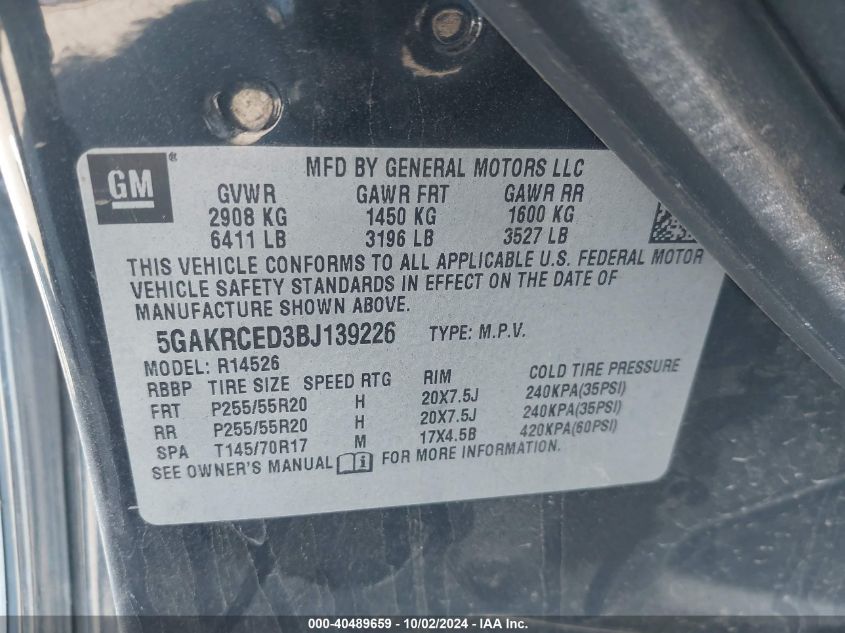 GM ®
MFD BY GENERAL MOTORS LLC
GVWR GAWR FRT GAWR RR
2908 KG 1450 KG 1600 KG
6411 LB 3196 LB 3527 LB
THIS VEHICLE CONFORMS TO ALL APPLICABLE U.S. FEDERAL MOTOR
VEHICLE SAFETY STANDARDS IN EFFECT ON THE DATE OF
MANUFACTURE SHOWN ABOVE.
5GAKRCED3BJ139226 TYPE: M.P.V.
MODEL: R14526
RBBP TIRE SIZE SPEED RTG RIM COLD TIRE PRESSURE
FRT P255/55R20 H 20X7.5J 240KPA(35PSI)
RR P255/55R20 H 20X7.5J 240KPA(35PSI)
SPA T145/70R17 M 17X4.5B 420KPA(60PSI)
SEE OWNER'S MANUAL i FOR MORE INFORMATION.
000-40489659 - 10/02/2024 - IAA Inc.